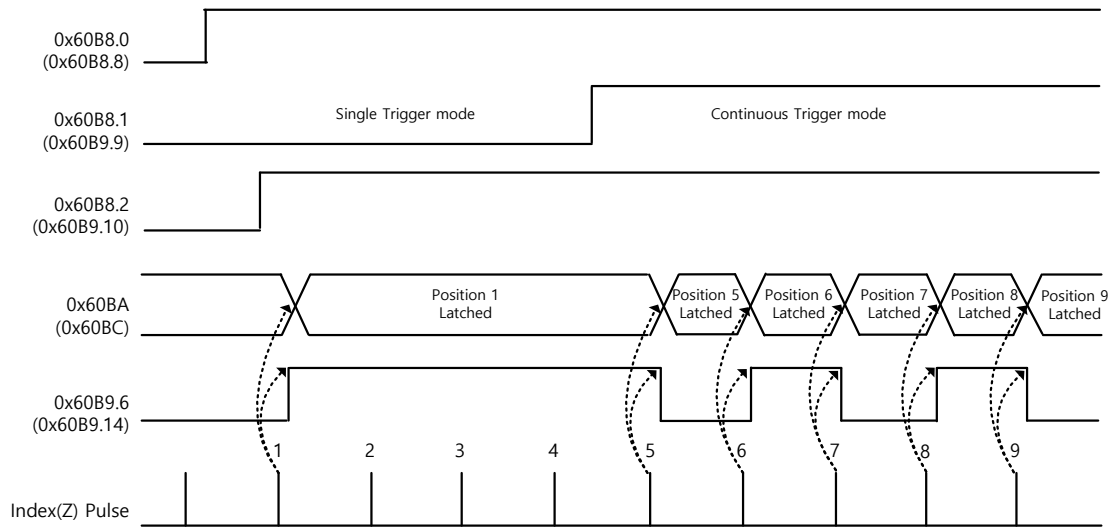 0x60B8.0
(0x60B8.8)
0x60B8.1
(0x60B9.9)
Single Trigger mode
Continuous Trigger mode
0x60B8.2
(0x60B9.10)
0x60BA
(0x60BC)
Position 1
Latched
Position 5
Latched
Position 6
Latched
Position 7
Latched
Position 8
Latched
Position 9
Latched
0x60B9.6
(0x60B9.14)
1 2 3 4 5 6 7 8 9
Index(Z) Pulse